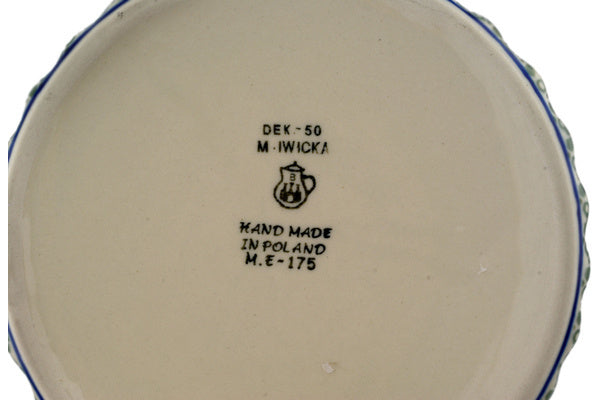 DEK.-50
M.IWICKA
B
HAND MADE
IN POLAND
M.E-175